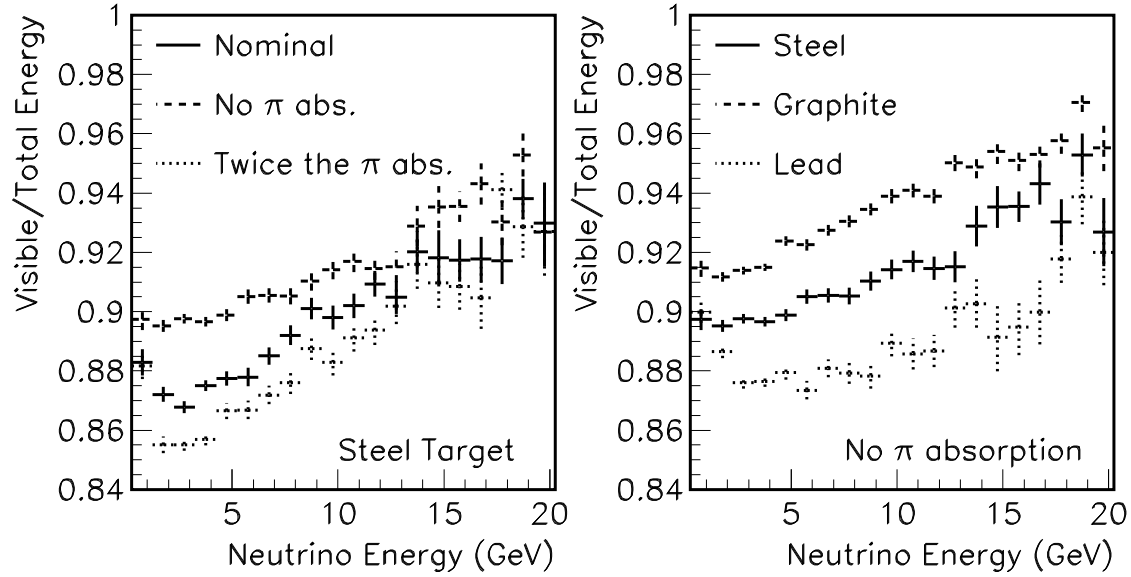 Visible/Total Energy
1
0.98
0.96
0.94
0.92
0.9
0.88
0.86
0.84
Nominal
No π abs.
Twice the π abs.
Steel Target
5
10
15
20
Neutrino Energy (GeV)
Visible/Total Energy
1
0.98
0.96
0.94
0.92
0.9
0.88
0.86
0.84
Steel
Graphite
Lead
No π absorption
5
10
15
20
Neutrino Energy (GeV)